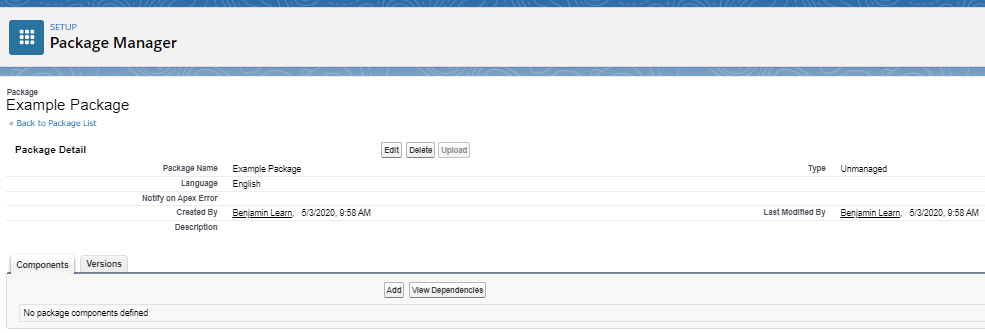 SETUP
Package Manager
Package
Example Package
« Back to Package List
Package Detail Edit Delete Upload
Package Name Example Package Type Unmanaged
Language English
Notify on Apex Error
Created By Benjamin Learn, 5/3/2020, 9:58 AM Last Modified By Benjamin Learn, 5/3/2020, 9:58 AM
Description
Components Versions
Add View Dependencies
No package components defined